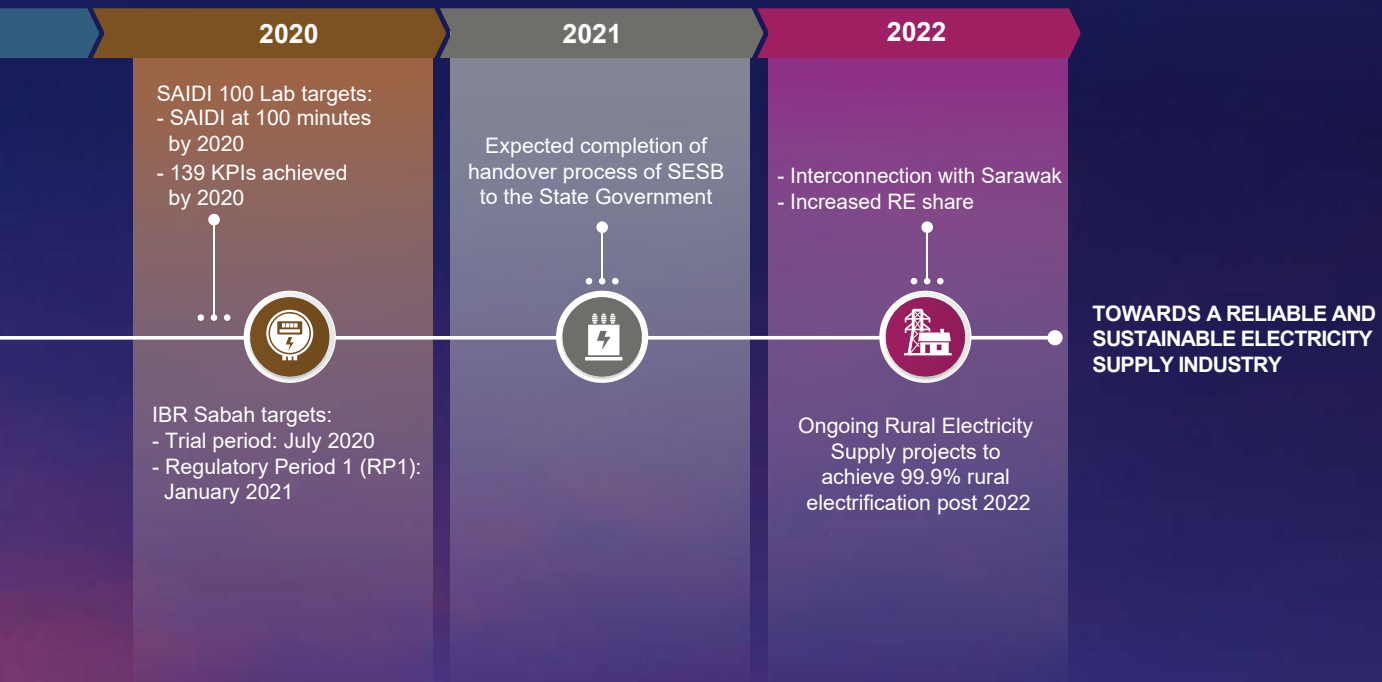 2020
SAIDI 100 Lab targets:
- SAIDI at 100 minutes
by 2020
- 139 KPIs achieved
by 2020
IBR Sabah targets:
- Trial period: July 2020
- Regulatory Period 1 (RP1):
January 2021
2021
Expected completion of
handover process of SESB
to the State Government
2022
- Interconnection with Sarawak
- Increased RE share
Ongoing Rural Electricity
Supply projects to
achieve 99.9% rural
electrification post 2022
TOWARDS A RELIABLE AND
SUSTAINABLE ELECTRICITY
SUPPLY INDUSTRY